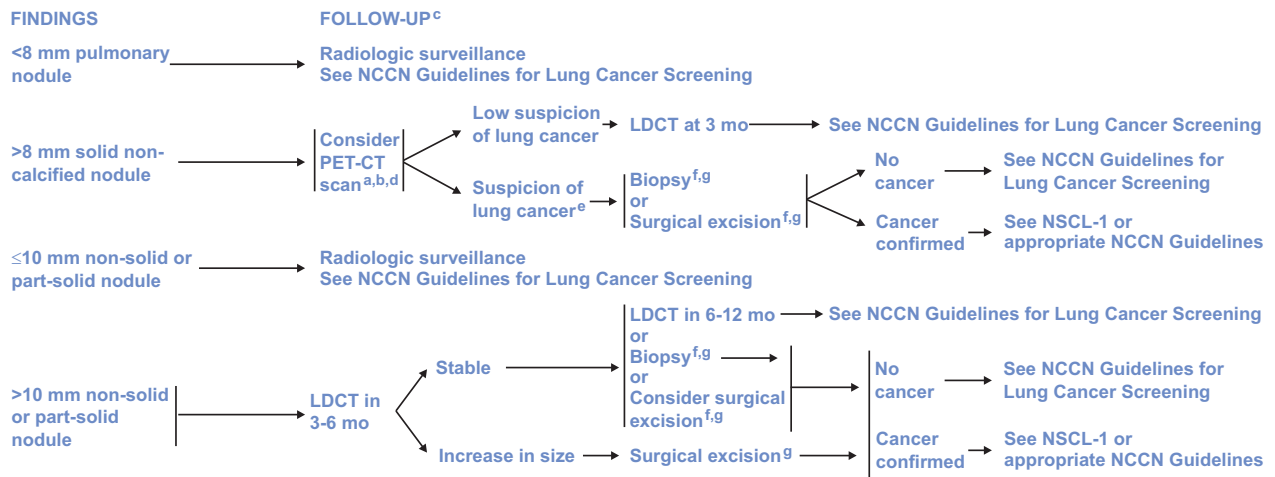 FINDINGS
FOLLOW-UPᶜ
<8 mm pulmonary
nodule
Radiologic surveillance
See NCCN Guidelines for Lung Cancer Screening
>8 mm solid non-
calcified nodule
Consider
PET-CT
scanᵃ,ᵇ,ᵈ
Low suspicion
of lung cancer
LDCT at 3 mo
See NCCN Guidelines for Lung Cancer Screening
Suspicion of
lung cancerᵉ
Biopsyᶠ,ᵍ
or
Surgical excisionᶠ,ᵍ
No
cancer
See NCCN Guidelines for
Lung Cancer Screening
Cancer
confirmed
See NSCL-1 or
appropriate NCCN Guidelines
≤10 mm non-solid or
part-solid nodule
Radiologic surveillance
See NCCN Guidelines for Lung Cancer Screening
>10 mm non-solid
or part-solid
nodule
LDCT in
3-6 mo
Stable
LDCT in 6-12 mo
or
Biopsyᶠ,ᵍ
or
Consider surgical
excisionᶠ,ᵍ
See NCCN Guidelines for Lung Cancer Screening
Increase in size
Surgical excisionᵍ
No
cancer
See NCCN Guidelines for
Lung Cancer Screening
Cancer
confirmed
See NSCL-1 or
appropriate NCCN Guidelines